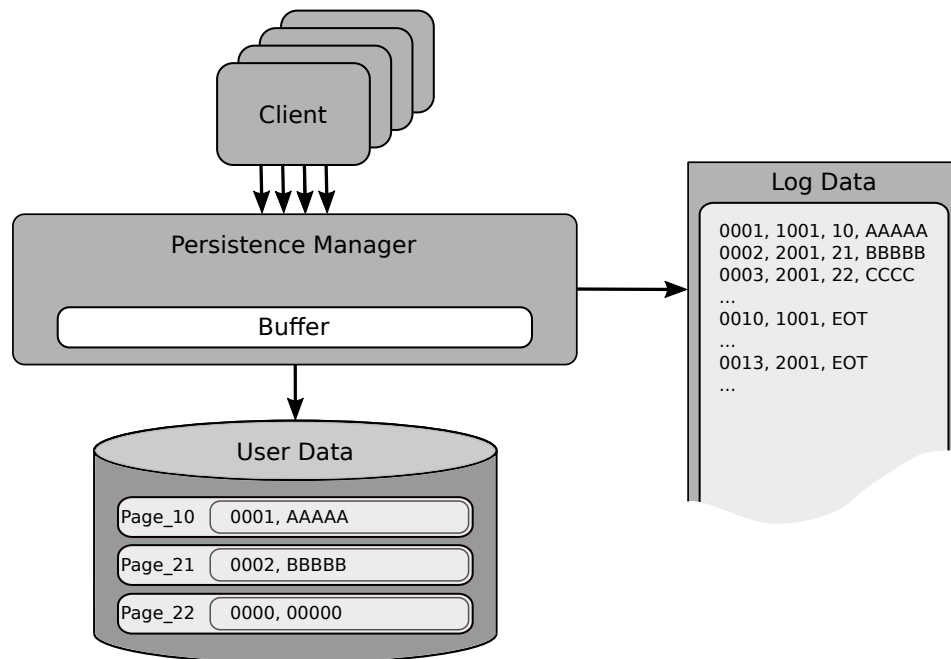 Client
Persistence Manager
Buffer
Log Data
0001, 1001, 10, AAAAA
0002, 2001, 21, BBBBB
0003, 2001, 22, CCCC
...
0010, 1001, EOT
...
0013, 2001, EOT
...
User Data
Page_10 0001, AAAAA
Page_21 0002, BBBBB
Page_22 0000, 00000